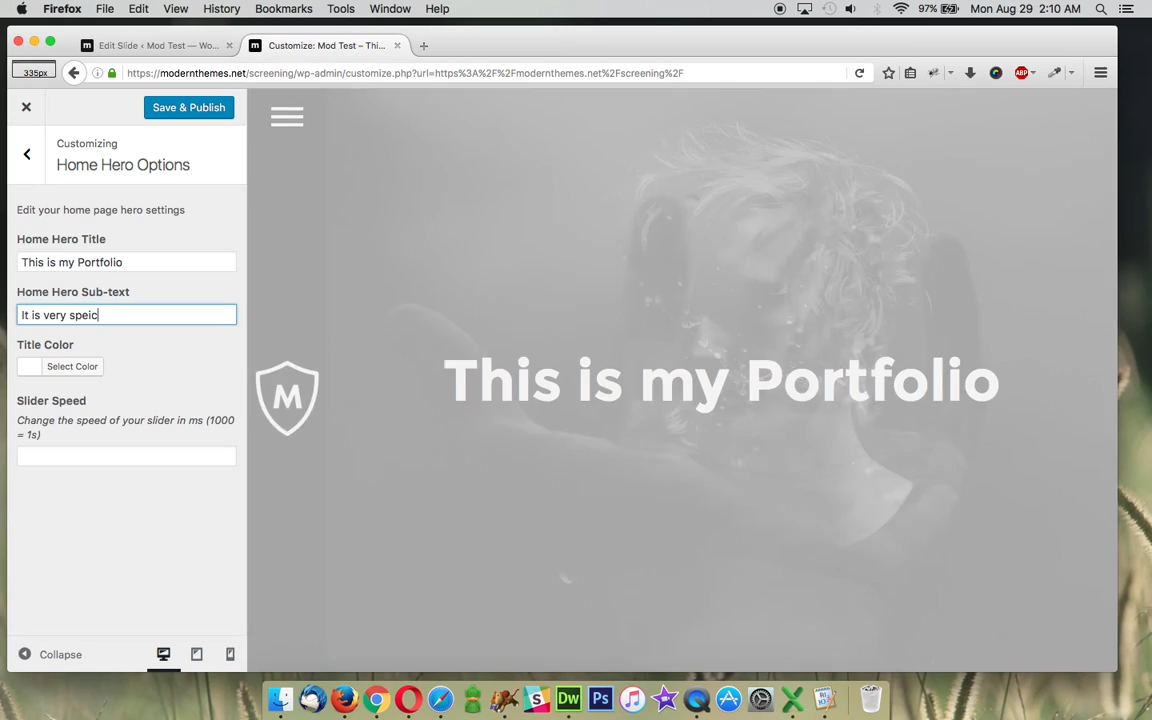 Firefox File Edit View History Bookmarks Tools Window Help 97% Mon Aug 29 2:10 AM
m Edit Slide ‹ Mod Test — Wo... × m Customize: Mod Test – Thi... × +
335px https://modernthemes.net/screening/wp-admin/customize.php?url=https%3A%2F%2Fmodernthemes.net%2Fscreening%2F ABP
× Save & Publish
Customizing
Home Hero Options
Edit your home page hero settings
Home Hero Title
This is my Portfolio
Home Hero Sub-text
It is very speic
Title Color
Select Color
Slider Speed
Change the speed of your slider in ms (1000
= 1s)
Collapse
M
This is my Portfolio
S Dw Ps